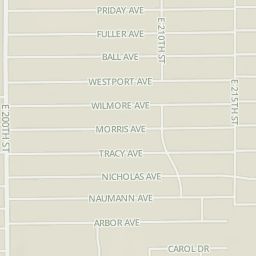 PRIDAY AVE
FULLER AVE
E 210TH ST
BALL AVE
WESTPORT AVE
E 215TH ST
WILMORE AVE
E 200TH ST
MORRIS AVE
TRACY AVE
NICHOLAS AVE
NAUMANN AVE
ARBOR AVE
CAROL DR